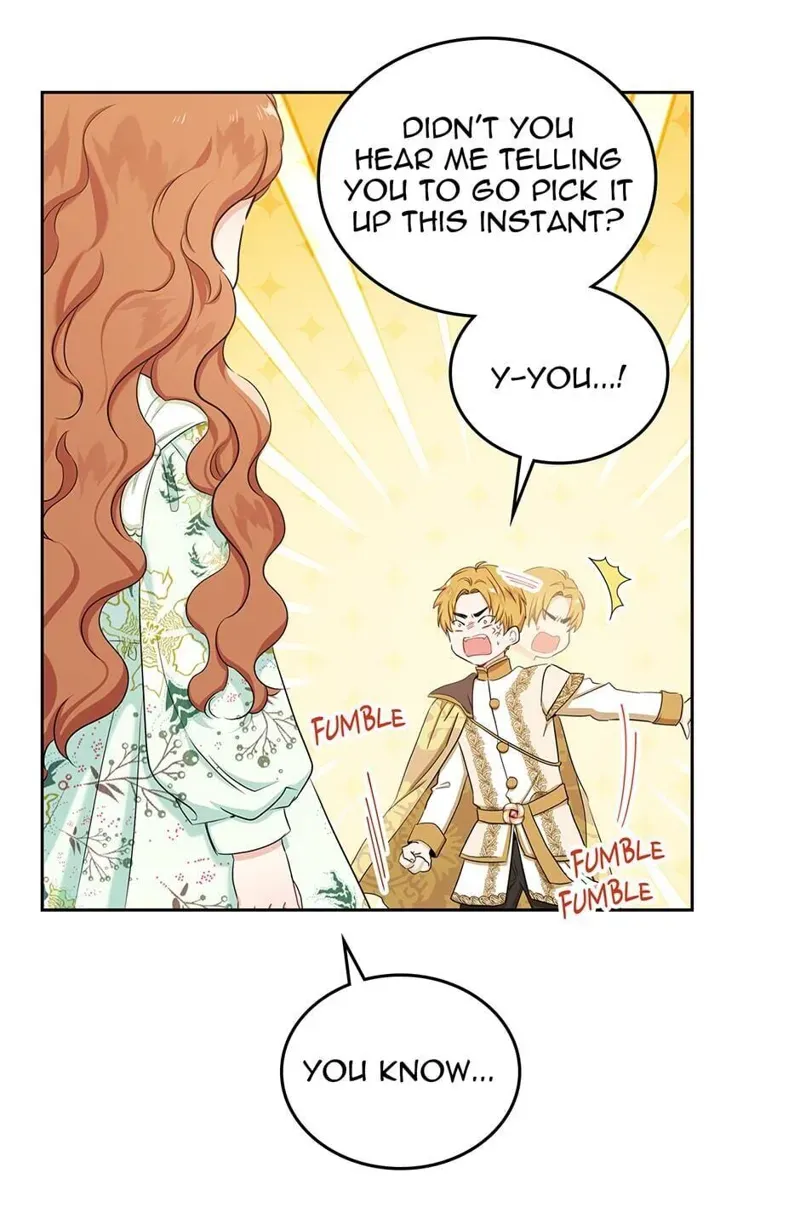 DIDN'T YOU
HEAR ME TELLING
YOU TO GO PICK IT
UP THIS INSTANT?
Y-YOU...!
FUMBLE
FUMBLE
FUMBLE
YOU KNOW...